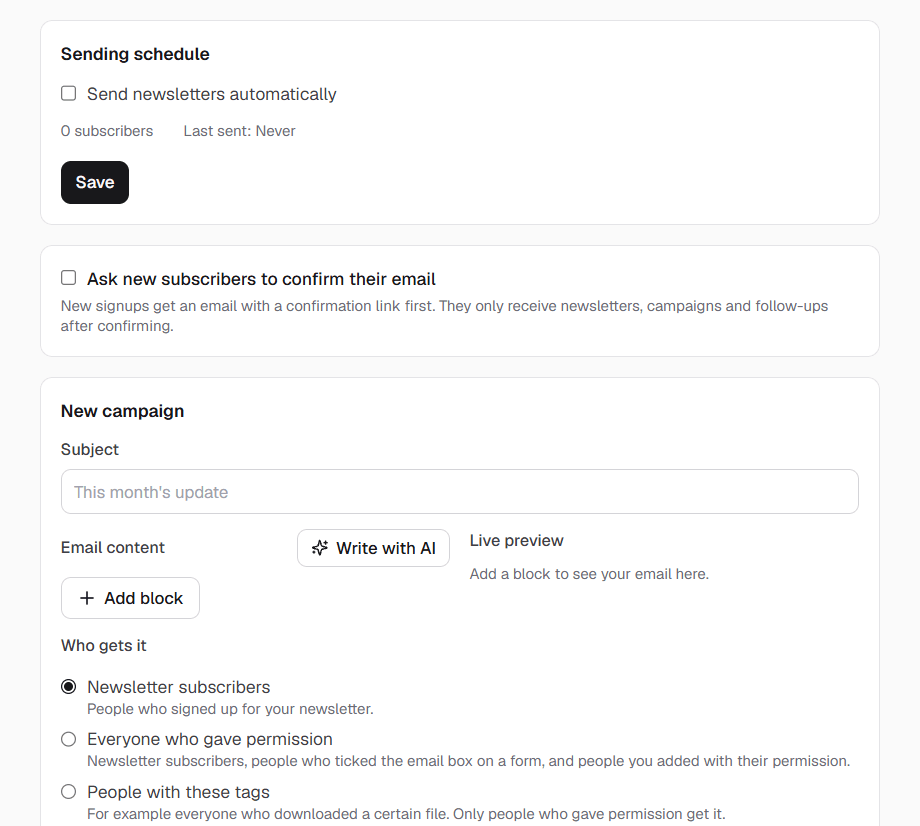 Sending schedule
Send newsletters automatically
0 subscribers Last sent: Never
Save
Ask new subscribers to confirm their email
New signups get an email with a confirmation link first. They only receive newsletters, campaigns and follow-ups
after confirming.
New campaign
Subject
This month's update
Email content
Write with AI
Live preview
Add a block to see your email here.
Add block
Who gets it
Newsletter subscribers
People who signed up for your newsletter.
Everyone who gave permission
Newsletter subscribers, people who ticked the email box on a form, and people you added with their permission.
People with these tags
For example everyone who downloaded a certain file. Only people who gave permission get it.